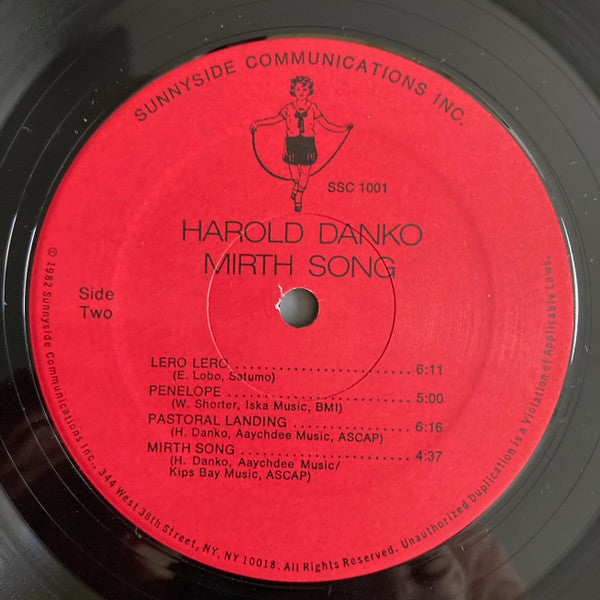 SUNNYSIDE COMMUNICATIONS INC.
SSC 1001
HAROLD DANKO
MIRTH SONG
Side
Two
LERO LERO ........................... 6:11
(E. Lobo, Satumo)
PENELOPE ........................... 5:00
(W. Shorter, Iska Music, BMI)
PASTORAL LANDING .................. 6:16
(H. Danko, Aaychdee Music, ASCAP)
MIRTH SONG ......................... 4:37
(H. Danko, Aaychdee Music/
Kips Bay Music, ASCAP)
© 1982 Sunnyside Communications Inc., 344 West 38th Street, NY, NY 10018. All Rights Reserved. Unauthorized Duplication is a Violation of Applicable Laws.